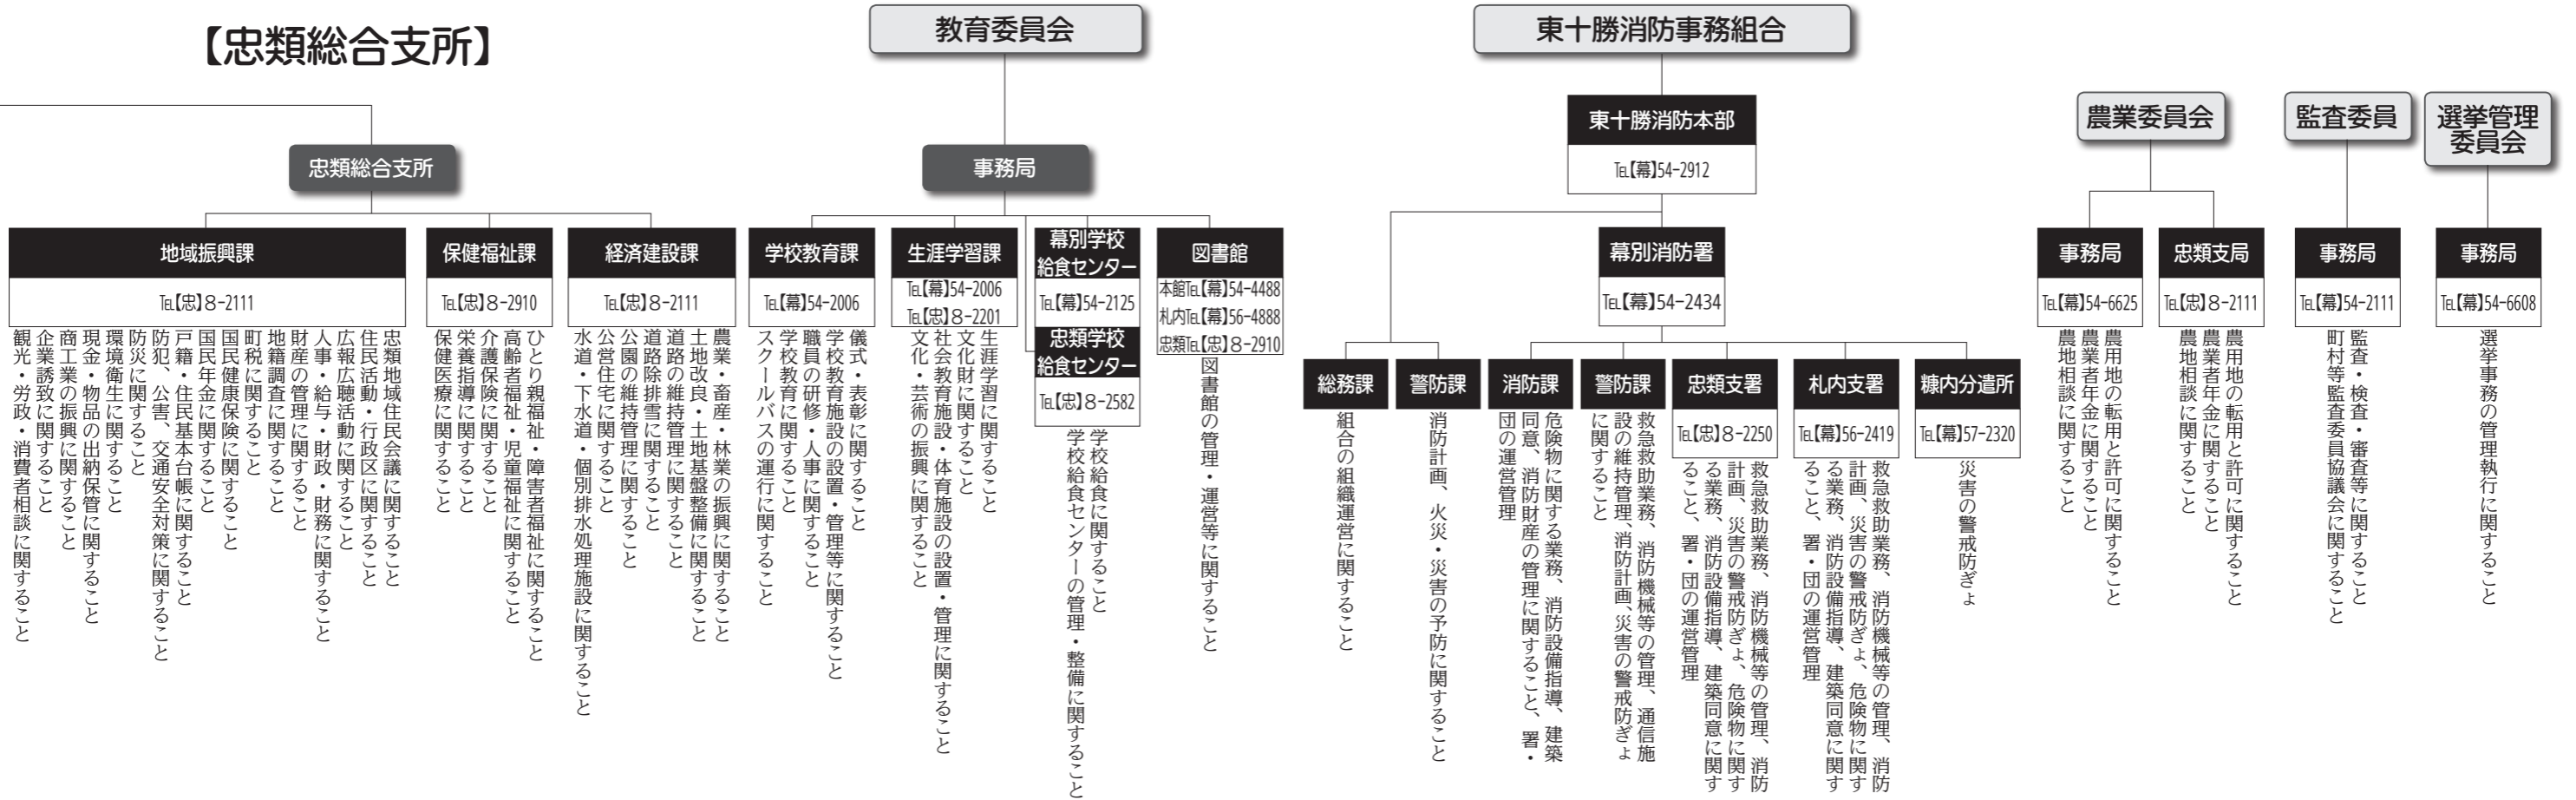 【忠類総合支所】
忠類総合支所
地域振興課
℡【忠】8-2111
忠類地域住民会議に関すること
住民活動・行政区に関すること
広報広聴活動に関すること
人事・給与・財政・財務に関すること
財産の管理に関すること
地籍調査に関すること
町税に関すること
国民健康保険に関すること
国民年金に関すること
戸籍・住民基本台帳に関すること
防犯、公害、交通安全対策に関すること
防災に関すること
環境衛生に関すること
現金・物品の出納保管に関すること
商工業の振興に関すること
企業誘致に関すること
観光・労政・消費者相談に関すること
保健福祉課
℡【忠】8-2910
ひとり親福祉・障害者福祉に関すること
高齢者福祉・児童福祉に関すること
介護保険に関すること
栄養指導に関すること
保健医療に関すること
経済建設課
℡【忠】8-2111
農業・畜産・林業の振興に関すること
土地改良・土地基盤整備に関すること
道路の維持管理に関すること
道路除排雪に関すること
公園の維持管理に関すること
公営住宅に関すること
水道・下水道・個別排水処理施設に関すること
教育委員会
事務局
学校教育課
℡【幕】54-2006
儀式・表彰に関すること
学校教育施設の設置・管理等に関すること
職員の研修・人事に関すること
学校教育に関すること
スクールバスの運行に関すること
生涯学習課
℡【幕】54-2006
℡【忠】8-2201
生涯学習に関すること
文化財に関すること
社会教育施設・体育施設の設置・管理に関すること
文化・芸術の振興に関すること
幕別学校
給食センター
℡【幕】54-2125
忠類学校
給食センター
℡【忠】8-2582
学校給食に関すること
学校給食センターの管理・整備に関すること
図書館
本館℡【幕】54-4488
札内℡【幕】56-4888
忠類℡【忠】8-2910
図書館の管理・運営等に関すること
東十勝消防事務組合
東十勝消防本部
℡【幕】54-2912
幕別消防署
℡【幕】54-2434
総務課
組合の組織運営に関すること
警防課
消防計画、火災・災害の予防に関すること
消防課
危険物に関する業務、消防設備指導、建築
同意、消防財産の管理に関すること、署・
団の運営管理
警防課
救急救助業務、消防機械等の管理、通信施
設の維持管理、消防計画、災害の警戒防ぎょ
に関すること
忠類支署
℡【忠】8-2250
救急救助業務、消防機械等の管理、消防
計画、災害の警戒防ぎょ、危険物に関す
る業務、消防設備指導、建築同意に関す
ること、署・団の運営管理
札内支署
℡【幕】56-2419
救急救助業務、消防機械等の管理、消防
計画、災害の警戒防ぎょ、危険物に関す
る業務、消防設備指導、建築同意に関す
ること、署・団の運営管理
糠内分遣所
℡【幕】57-2320
災害の警戒防ぎょ
農業委員会
事務局
℡【幕】54-6625
農用地の転用と許可に関すること
農業者年金に関すること
農地相談に関すること
忠類支局
℡【忠】8-2111
農用地の転用と許可に関すること
農業者年金に関すること
農地相談に関すること
監査委員
事務局
℡【幕】54-2111
監査・検査・審査等に関すること
町村等監査委員協議会に関すること
選挙管理
委員会
事務局
℡【幕】54-6608
選挙事務の管理執行に関すること